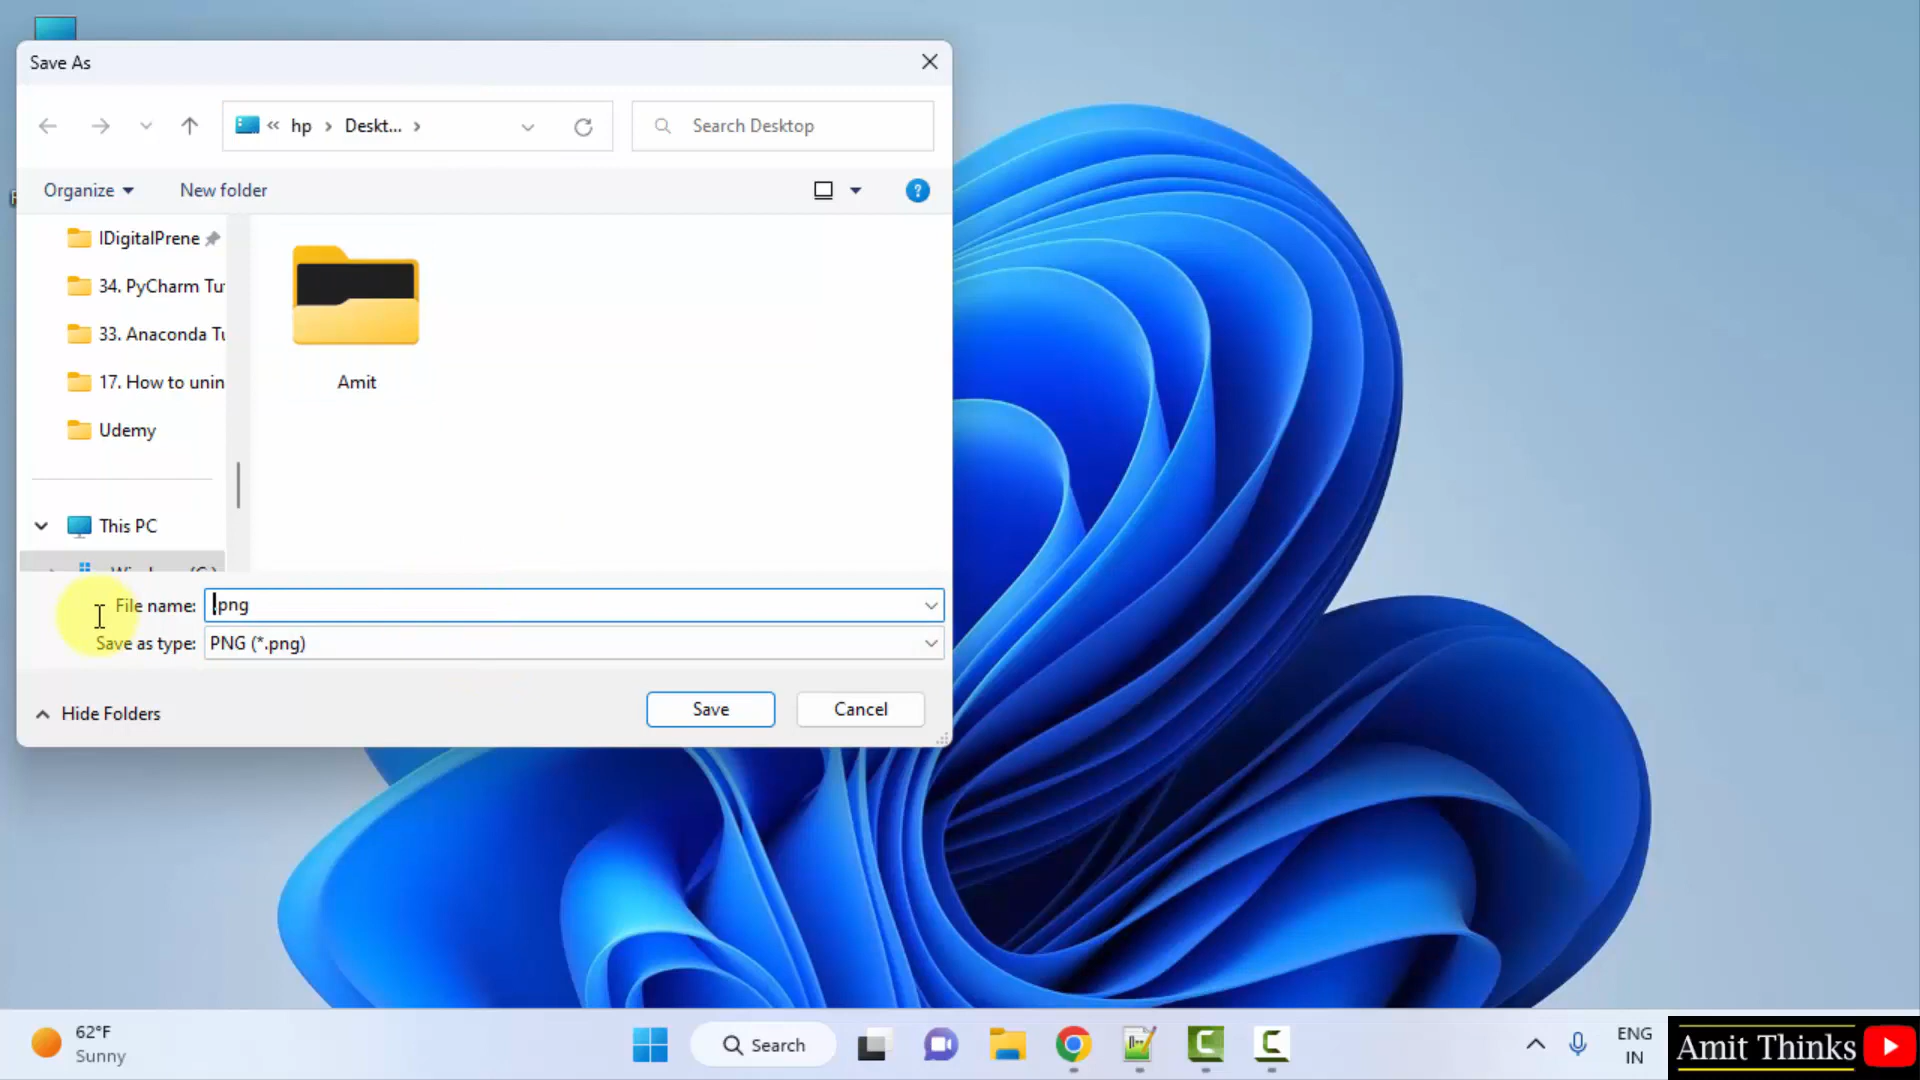 Save As
hp
Deskt...
Search Desktop
Organize
New folder
IDigitalPrene
34. PyCharm Tu
33. Anaconda Tu
17. How to unin
Udemy
This PC
Amit
File name: .png
Save as type: PNG (*.png)
Hide Folders
Save
Cancel
62°F
Sunny
Search
ENG
IN
Amit Thinks